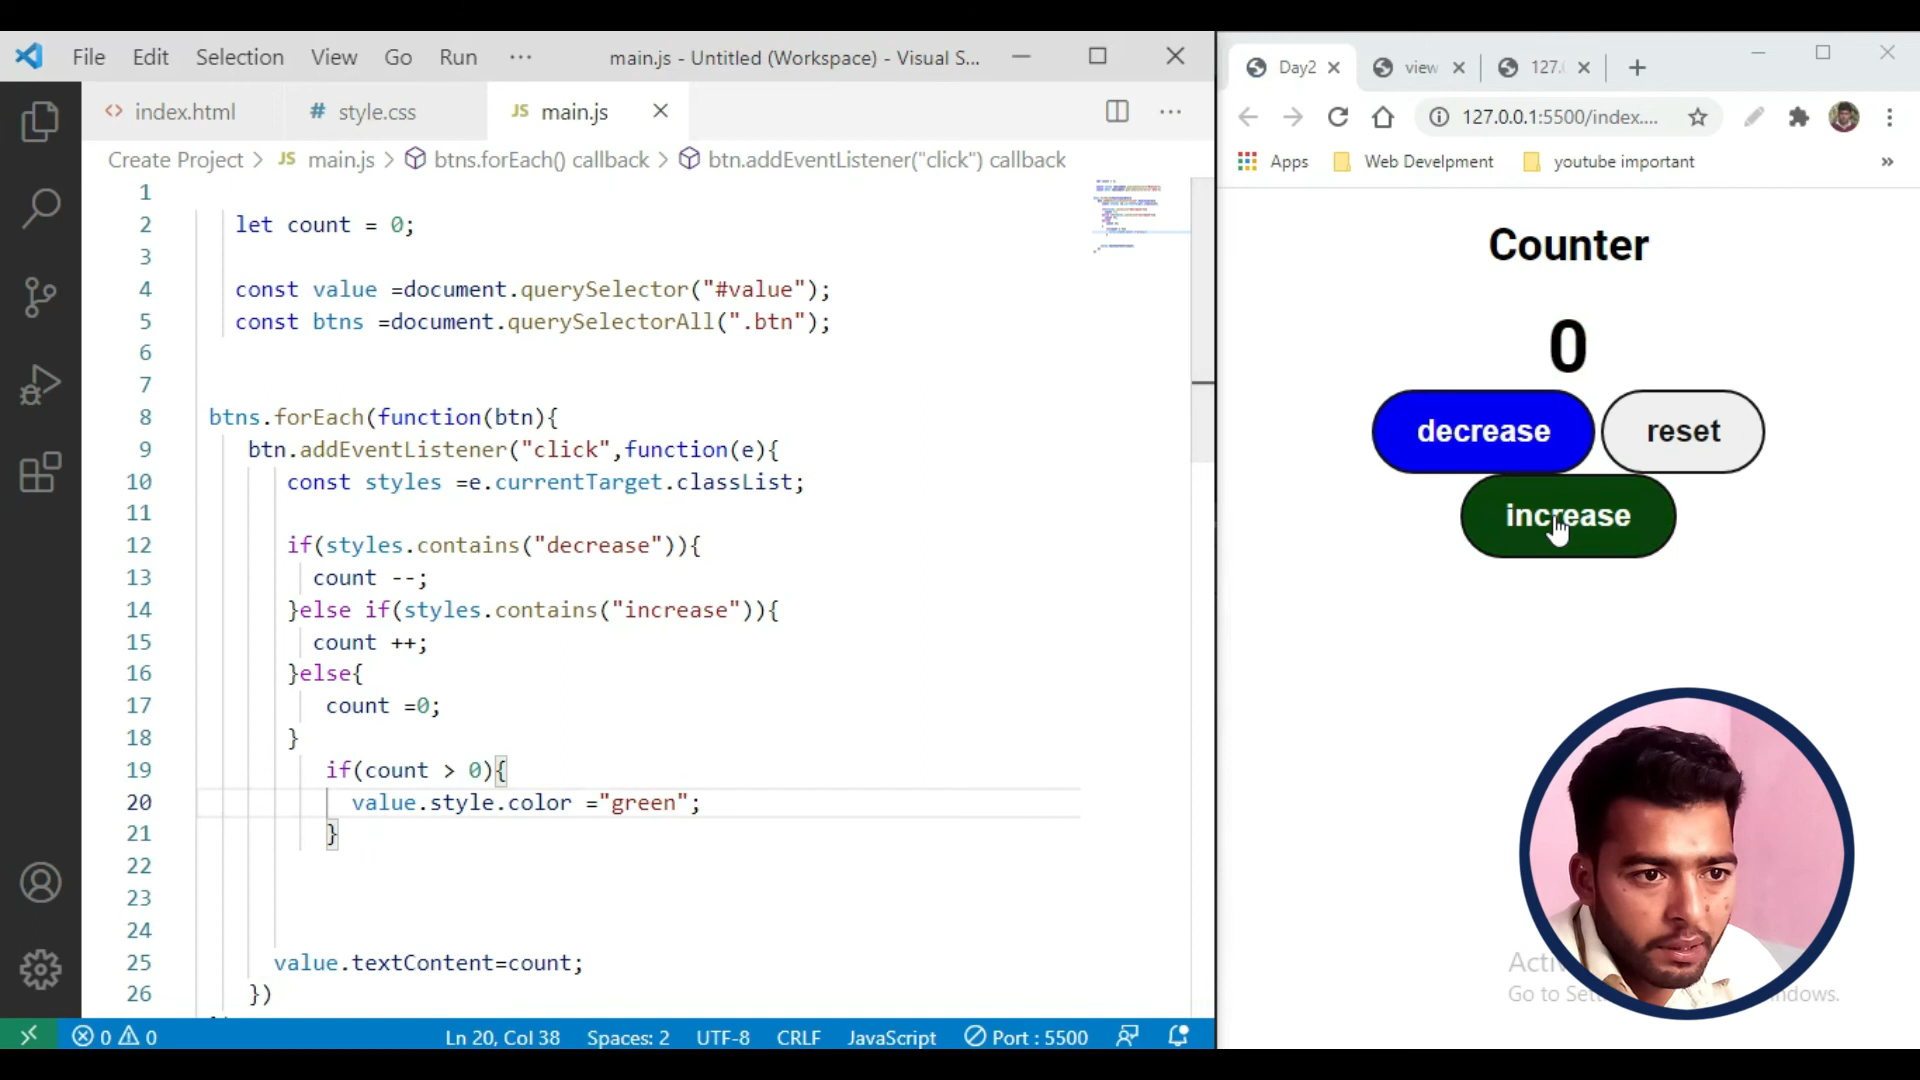 File Edit Selection View Go Run ··· main.js - Untitled (Workspace) - Visual S...
<> index.html # style.css JS main.js
Create Project > JS main.js > btns.forEach() callback > btn.addEventListener("click") callback
1
2 let count = 0;
3
4 const value =document.querySelector("#value");
5 const btns =document.querySelectorAll(".btn");
6
7
8 btns.forEach(function(btn){
9 btn.addEventListener("click",function(e){
10 const styles =e.currentTarget.classList;
11
12 if(styles.contains("decrease")){
13 count --;
14 }else if(styles.contains("increase")){
15 count ++;
16 }else{
17 count =0;
18 }
19 if(count > 0){
20 value.style.color ="green";
21 }
22
23
24
25 value.textContent=count;
26 })
0 0 Ln 20, Col 38 Spaces: 2 UTF-8 CRLF JavaScript Port : 5500
Day2 view 127.
127.0.0.1:5500/index....
Apps Web Develpment youtube important »
Counter
0
decrease reset
increase
Go to